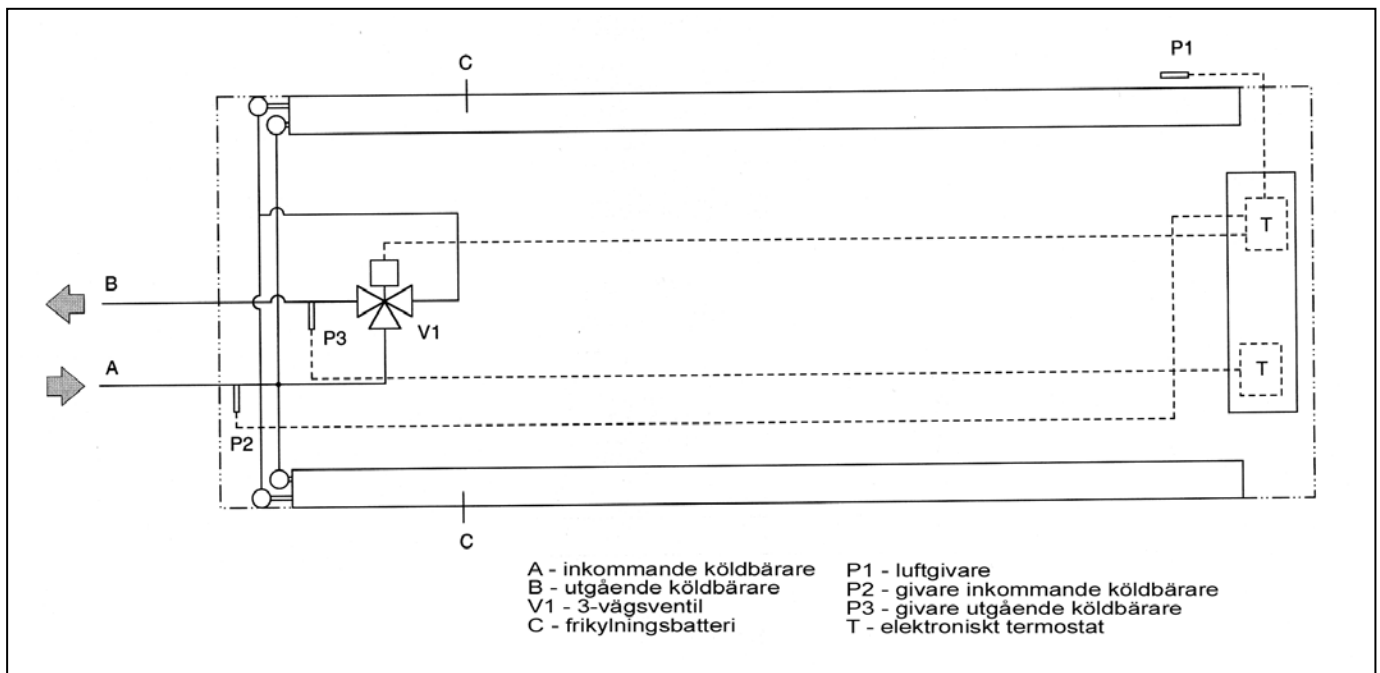 P1
C
T
B
P3
V1
A
T
P2
C
A - inkommande köldbärare
B - utgående köldbärare
V1 - 3-vägsventil
C - frikylningsbatteri
P1 - luftgivare
P2 - givare inkommande köldbärare
P3 - givare utgående köldbärare
T - elektroniskt termostat